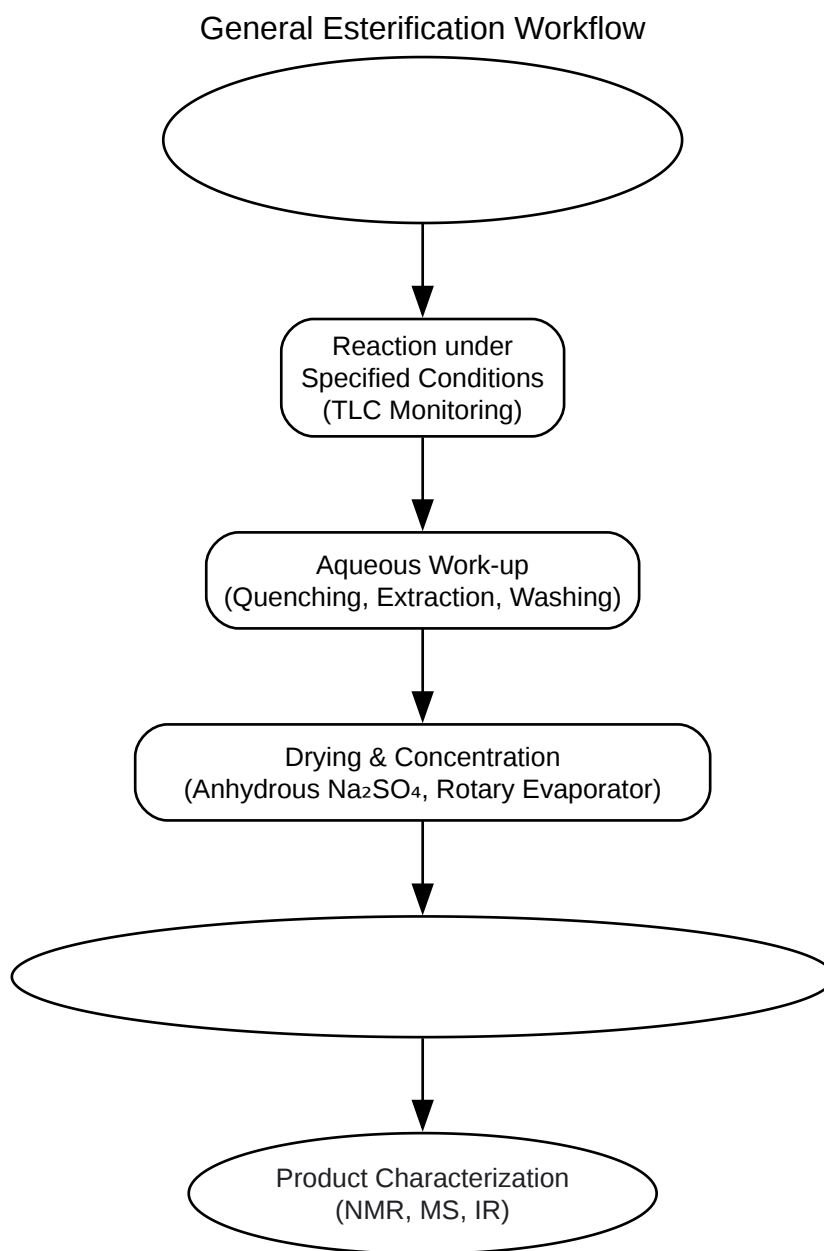 General Esterification Workflow
Reaction under
Specified Conditions
(TLC Monitoring)
Aqueous Work-up
(Quenching, Extraction, Washing)
Drying & Concentration
(Anhydrous Na₂SO₄, Rotary Evaporator)
Product Characterization
(NMR, MS, IR)